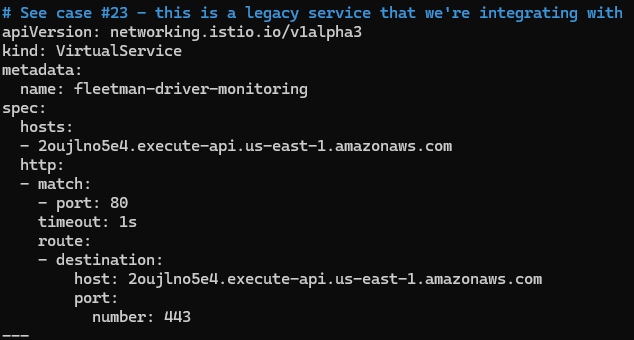 # See case #23 - this is a legacy service that we're integrating with
apiVersion: networking.istio.io/v1alpha3
kind: VirtualService
metadata:
  name: fleetman-driver-monitoring
spec:
  hosts:
  - 2oujlno5e4.execute-api.us-east-1.amazonaws.com
  http:
  - match:
    - port: 80
    timeout: 1s
    route:
    - destination:
        host: 2oujlno5e4.execute-api.us-east-1.amazonaws.com
        port:
          number: 443
---